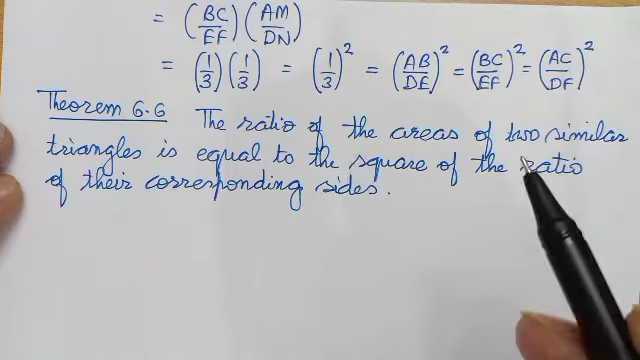 = (BC/EF) (AM/DN)
= (1/3) (1/3) = (1/3)² = (AB/DE)² = (BC/EF)² = (AC/DF)²
Theorem 6.6 The ratio of the areas of two similar
triangles is equal to the square of the ratio
of their corresponding sides.